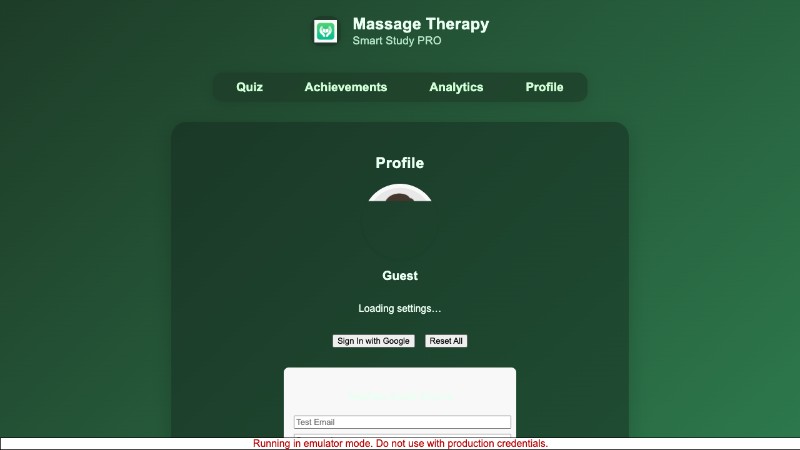 Massage Therapy
Smart Study PRO
Quiz Achievements Analytics Profile
Profile
Guest
Loading settings...
Sign In with Google Reset All
Test Email
Running in emulator mode. Do not use with production credentials.